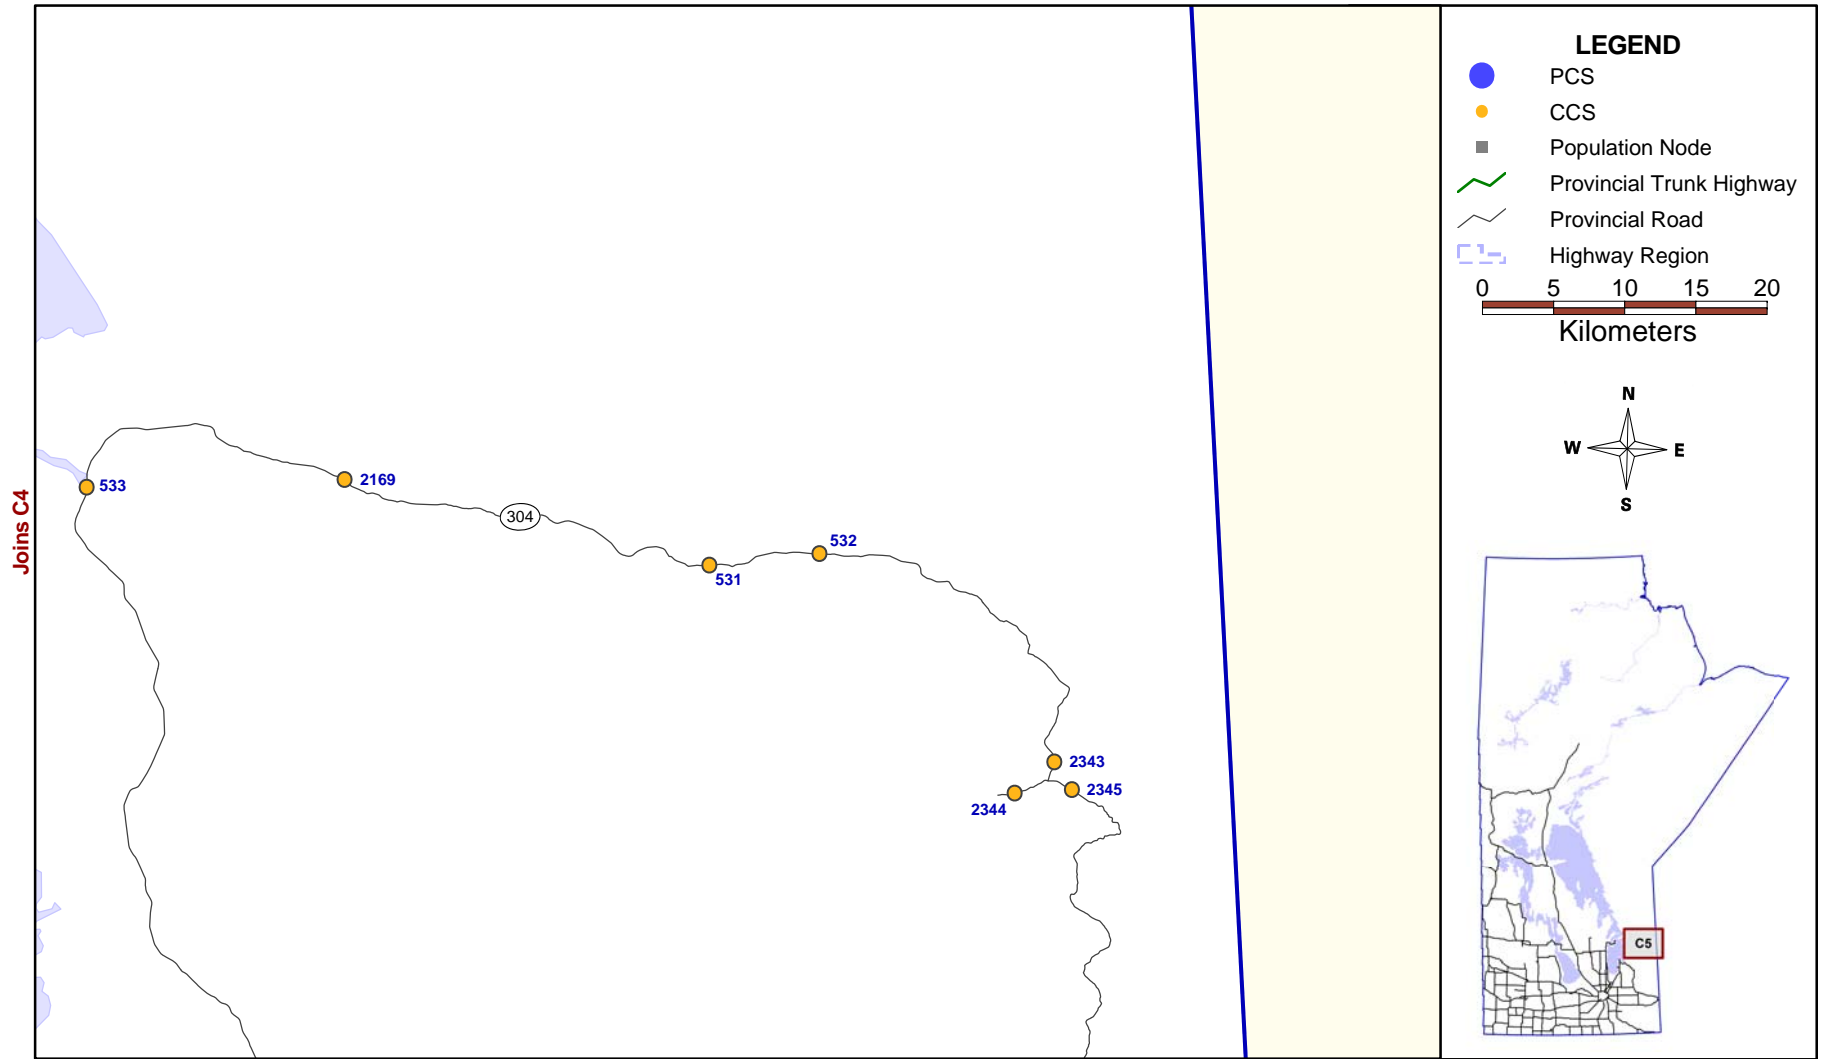 LEGEND
PCS
CCS
Population Node
Provincial Trunk Highway
Provincial Road
Highway Region
0 5 10 15 20
Kilometers
N
W E
S
C5
Joins C4
533
2169
304
531
532
2343
2345
2344